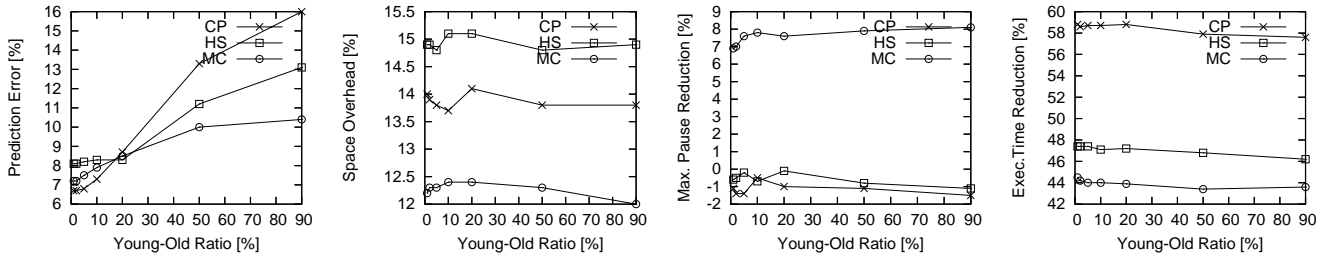 Prediction Error [%]
16
15
14
13
12
11
10
9
8
7
6
CP
HS
MC
0 10 20 30 40 50 60 70 80 90
Young-Old Ratio [%]
Space Overhead [%]
15.5
15
14.5
14
13.5
13
12.5
12
CP
HS
MC
0 10 20 30 40 50 60 70 80 90
Young-Old Ratio [%]
Max. Pause Reduction [%]
9
8
7
6
5
4
3
2
1
0
-1
-2
CP
HS
MC
0 10 20 30 40 50 60 70 80 90
Young-Old Ratio [%]
Exec.Time Reduction [%]
60
58
56
54
52
50
48
46
44
42
CP
HS
MC
0 10 20 30 40 50 60 70 80 90
Young-Old Ratio [%]